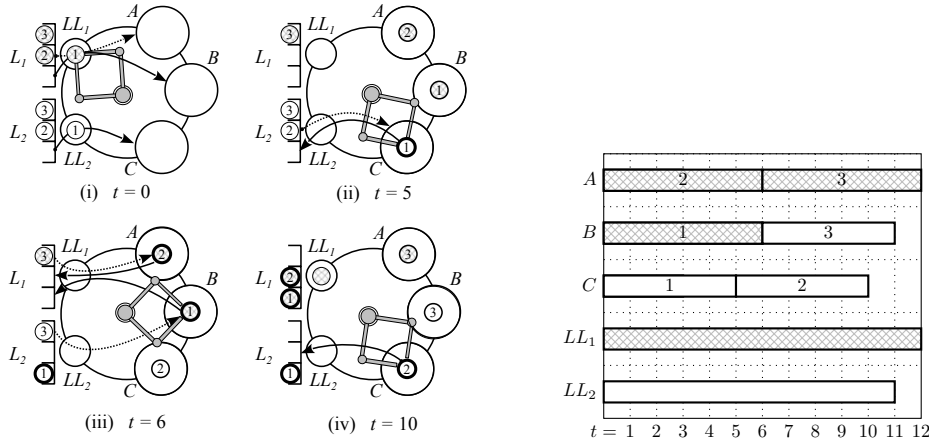 LL1 A
3
2 1
L1 B
3
2 1
L2
LL2 C
(i) t = 0
LL1 A
3 2
L1 B
1
3
2
L2 1
LL2 C
(ii) t = 5
LL1 A
3 2
L1 B
1
3
L2 2
1 LL2 C
(iii) t = 6
LL1 A
2 3
L1 1 B
3
L2 2
LL2 C
(iv) t = 10
A 2 3
B 1 3
C 1 2
LL1
LL2
t = 1 2 3 4 5 6 7 8 9 10 11 12